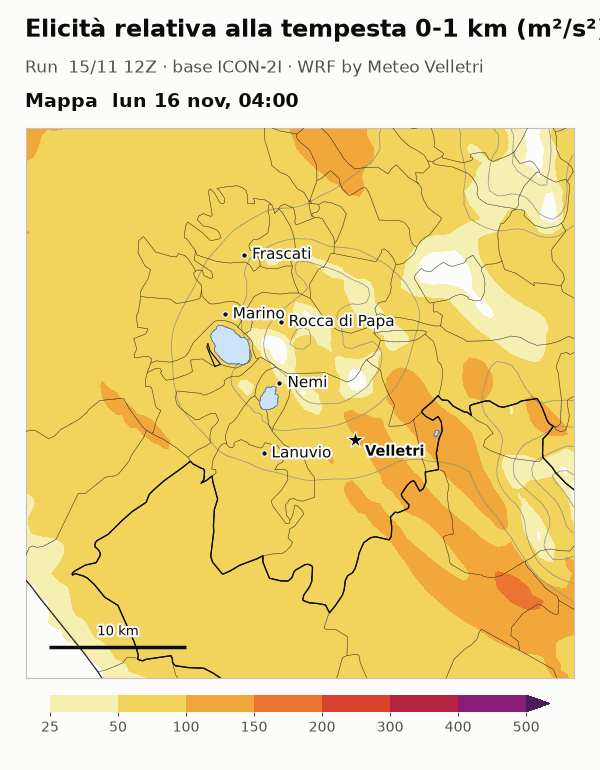 Elicità relativa alla tempesta 0-1 km (m²/s²)
Run 15/11 12Z · base ICON-2I · WRF by Meteo Velletri
Mappa lun 16 nov, 04:00
Frascati
Marino
Rocca di Papa
Nemi
Velletri
Lanuvio
10 km
25 50 100 150 200 300 400 500